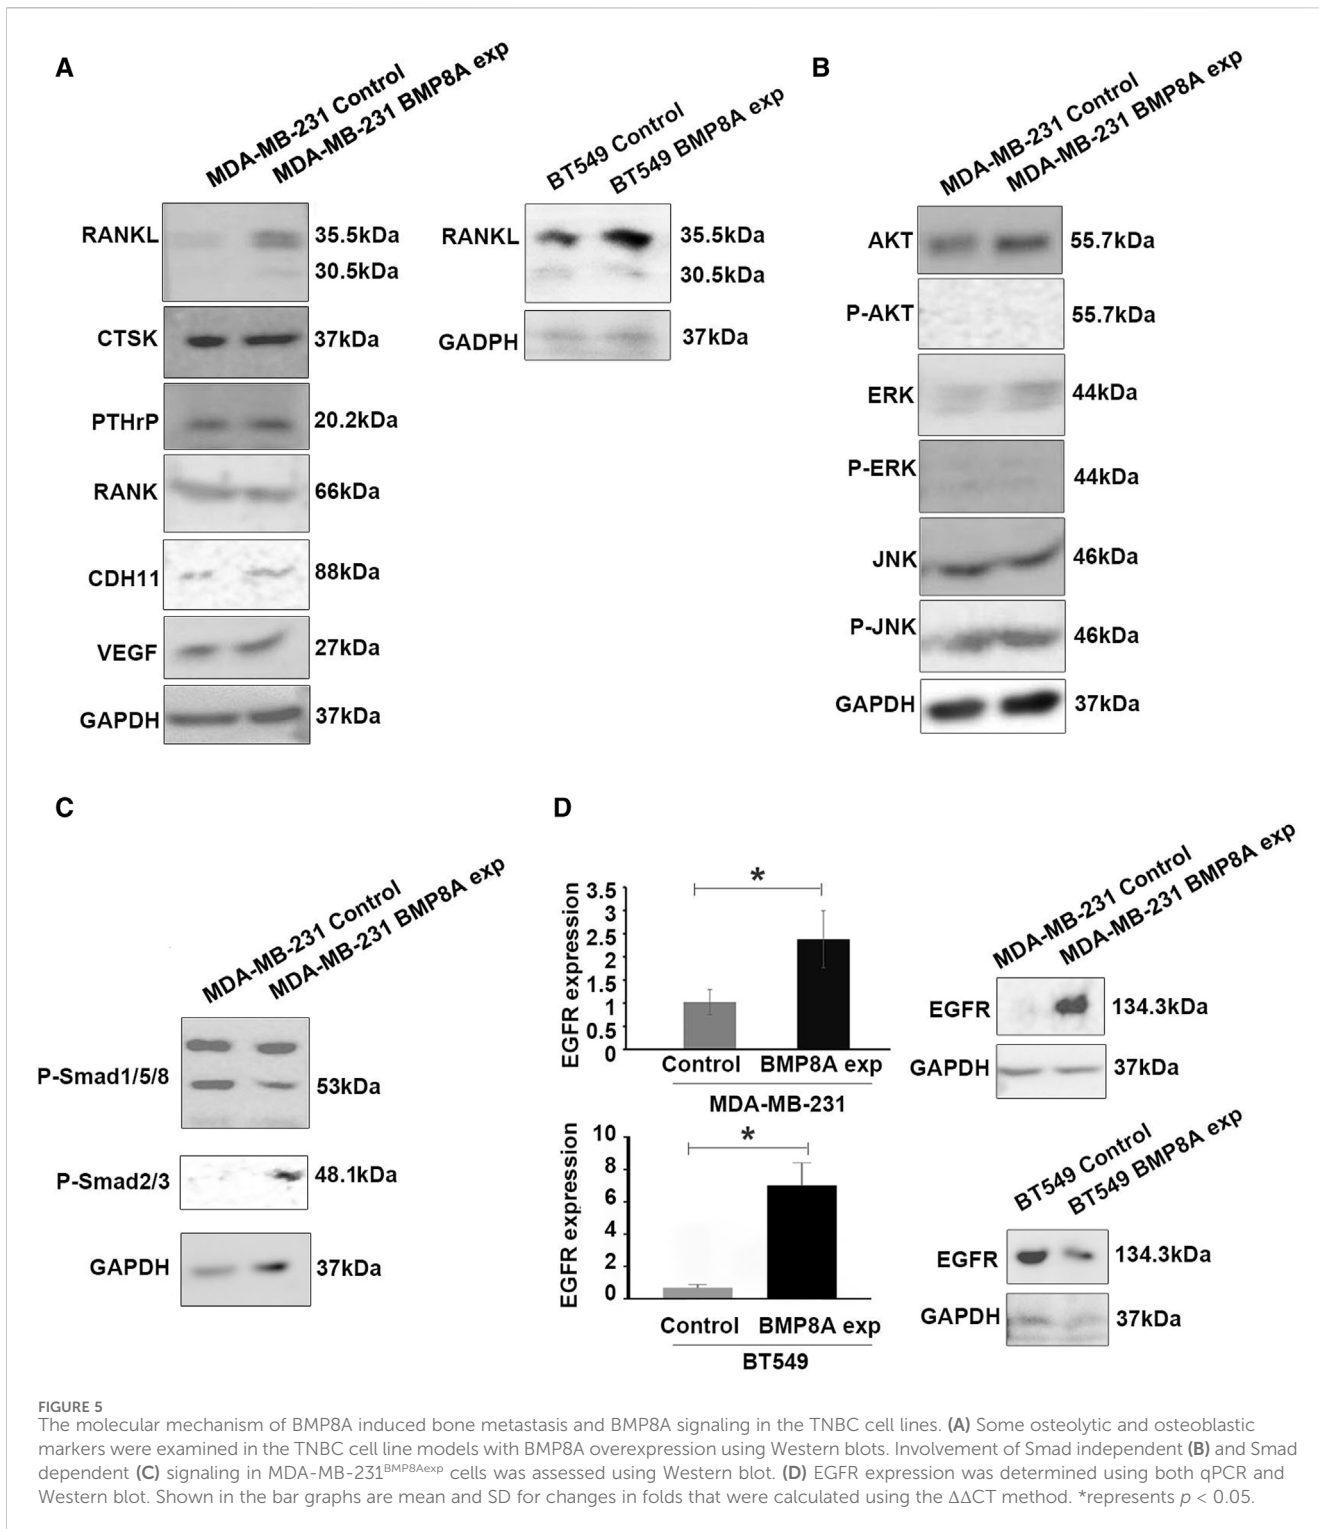 A
MDA-MB-231 Control
MDA-MB-231 BMP8A exp
RANKL
35.5kDa
30.5kDa
CTSK
37kDa
PTHrP
20.2kDa
RANK
66kDa
CDH11
88kDa
VEGF
27kDa
GAPDH
37kDa
BT549 Control
BT549 BMP8A exp
RANKL
35.5kDa
30.5kDa
GADPH
37kDa
B
MDA-MB-231 Control
MDA-MB-231 BMP8A exp
AKT
55.7kDa
P-AKT
55.7kDa
ERK
44kDa
P-ERK
44kDa
JNK
46kDa
P-JNK
46kDa
GAPDH
37kDa
C
MDA-MB-231 Control
MDA-MB-231 BMP8A exp
P-Smad1/5/8
53kDa
P-Smad2/3
48.1kDa
GAPDH
37kDa
D
EGFR expression
3.5
3
2.5
2
1.5
1
0.5
0
*
Control BMP8A exp
MDA-MB-231
MDA-MB-231 Control
MDA-MB-231 BMP8A exp
EGFR
134.3kDa
GAPDH
37kDa
EGFR expression
10
8
6
4
2
0
*
Control BMP8A exp
BT549
BT549 Control
BT549 BMP8A exp
EGFR
134.3kDa
GAPDH
37kDa
FIGURE 5
The molecular mechanism of BMP8A induced bone metastasis and BMP8A signaling in the TNBC cell lines. (A) Some osteolytic and osteoblastic
markers were examined in the TNBC cell line models with BMP8A overexpression using Western blots. Involvement of Smad independent (B) and Smad
dependent (C) signaling in MDA-MB-231BMP8Aexp cells was assessed using Western blot. (D) EGFR expression was determined using both qPCR and
Western blot. Shown in the bar graphs are mean and SD for changes in folds that were calculated using the ΔΔCT method. *represents p < 0.05.